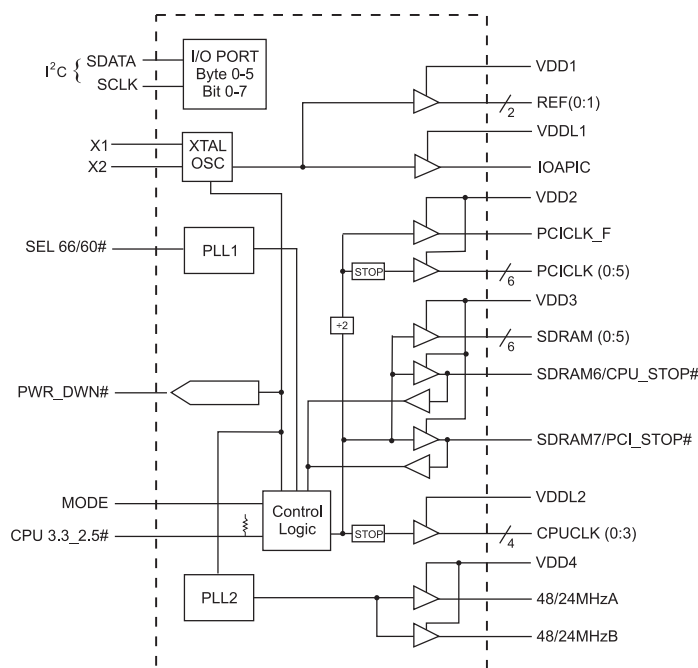 I²C { SDATA
SCLK
I/O PORT
Byte 0-5
Bit 0-7
VDD1
REF(0:1)
2
VDDL1
X1
X2
XTAL
OSC
IOAPIC
VDD2
SEL 66/60#
PLL1
PCICLK_F
STOP
PCICLK (0:5)
6
VDD3
÷2
SDRAM (0:5)
6
SDRAM6/CPU_STOP#
PWR_DWN#
SDRAM7/PCI_STOP#
MODE
CPU 3.3_2.5#
Control
Logic
VDDL2
STOP
CPUCLK (0:3)
4
VDD4
PLL2
48/24MHzA
48/24MHzB